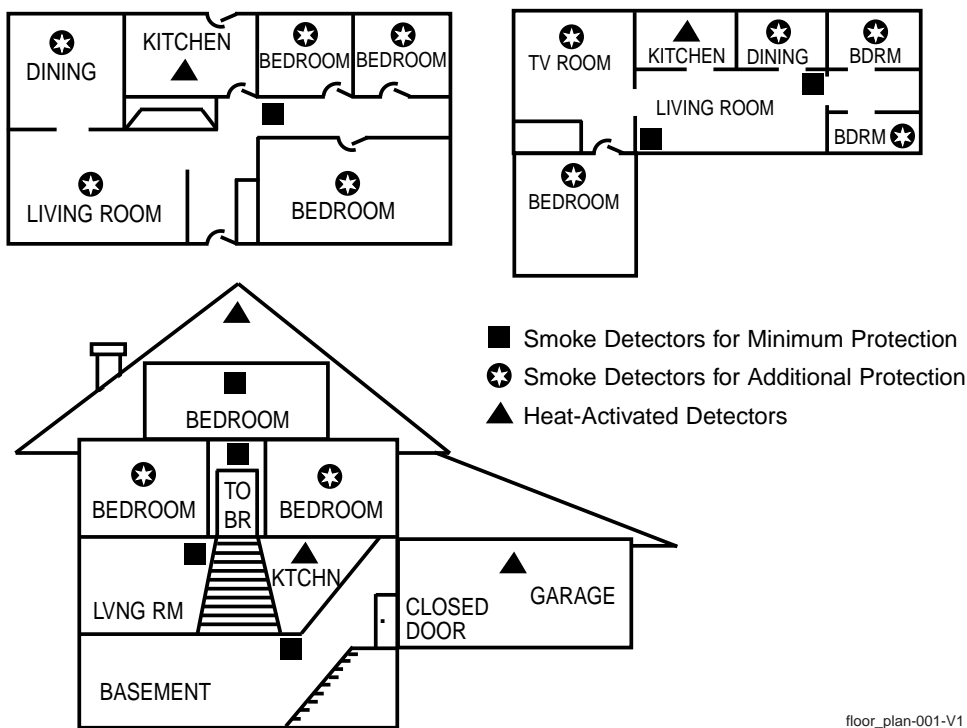 DINING
KITCHEN
BEDROOM
BEDROOM
LIVING ROOM
BEDROOM
TV ROOM
KITCHEN
DINING
BDRM
LIVING ROOM
BDRM
BEDROOM
Smoke Detectors for Minimum Protection
Smoke Detectors for Additional Protection
Heat-Activated Detectors
BEDROOM
BEDROOM
TO
BR
BEDROOM
LVNG RM
KTCHN
CLOSED
DOOR
GARAGE
BASEMENT
floor_plan-001-V1